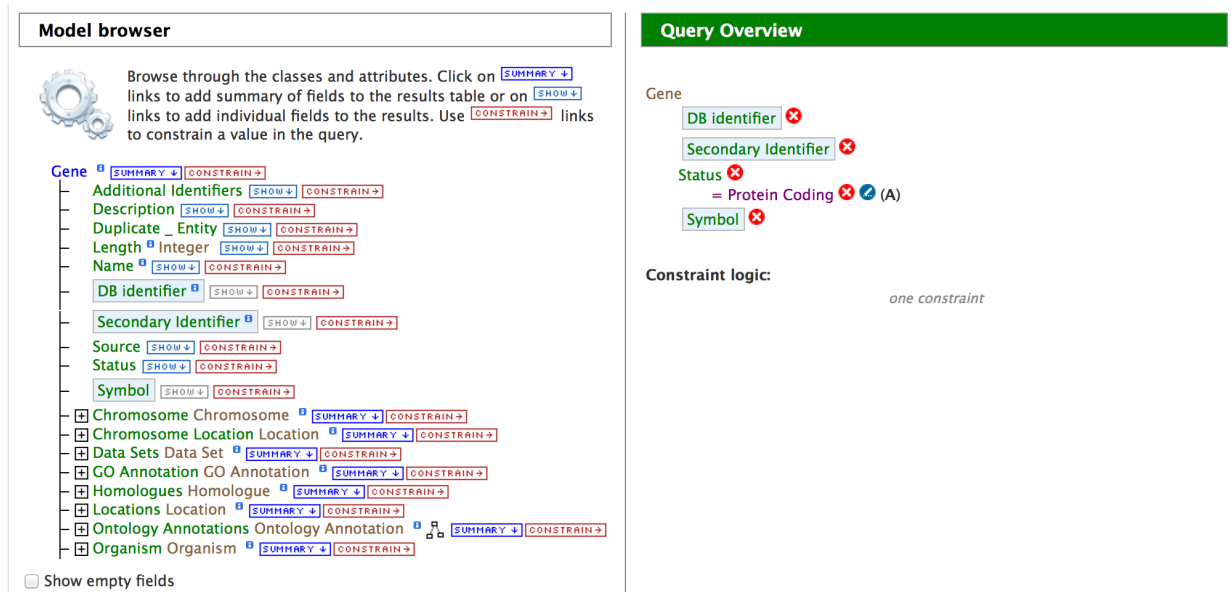 Model browser
Browse through the classes and attributes. Click on SUMMARY ↓
links to add summary of fields to the results table or on SHOW ↓
links to add individual fields to the results. Use CONSTRAIN → links
to constrain a value in the query.
Gene i SUMMARY ↓ CONSTRAIN →
Additional Identifiers SHOW ↓ CONSTRAIN →
Description SHOW ↓ CONSTRAIN →
Duplicate _ Entity SHOW ↓ CONSTRAIN →
Length i Integer SHOW ↓ CONSTRAIN →
Name i SHOW ↓ CONSTRAIN →
DB identifier i SHOW ↓ CONSTRAIN →
Secondary Identifier i SHOW ↓ CONSTRAIN →
Source SHOW ↓ CONSTRAIN →
Status SHOW ↓ CONSTRAIN →
Symbol SHOW ↓ CONSTRAIN →
Chromosome Chromosome i SUMMARY ↓ CONSTRAIN →
Chromosome Location Location i SUMMARY ↓ CONSTRAIN →
Data Sets Data Set i SUMMARY ↓ CONSTRAIN →
GO Annotation GO Annotation i SUMMARY ↓ CONSTRAIN →
Homologues Homologue i SUMMARY ↓ CONSTRAIN →
Locations Location i SUMMARY ↓ CONSTRAIN →
Ontology Annotations Ontology Annotation i SUMMARY ↓ CONSTRAIN →
Organism Organism i SUMMARY ↓ CONSTRAIN →
Show empty fields
Query Overview
Gene
DB identifier
Secondary Identifier
Status
= Protein Coding (A)
Symbol
Constraint logic:
one constraint